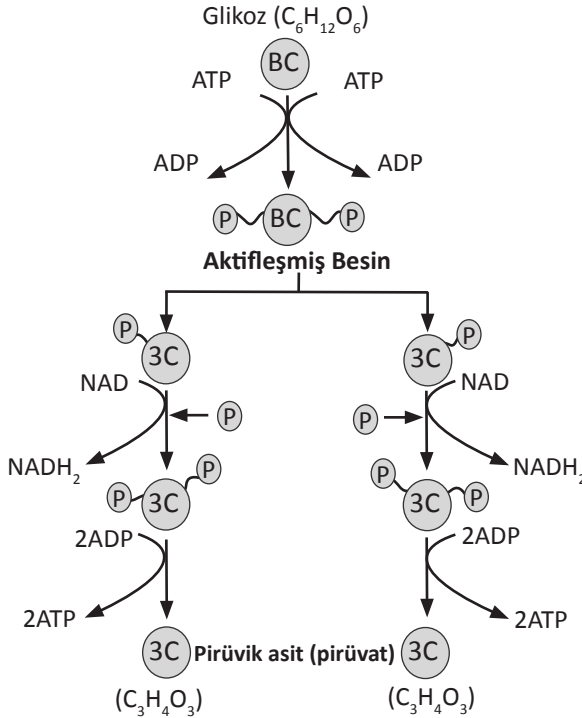 Glikoz (C₆H₁₂O₆)
BC
ATP ATP
ADP ADP
P BC P
Aktifleşmiş Besin
P P
3C 3C
NAD NAD
P P
NADH₂ NADH₂
P P P P
3C 3C
2ADP 2ADP
2ATP 2ATP
3C Pirüvik asit (pirüvat) 3C
(C₃H₄O₃) (C₃H₄O₃)